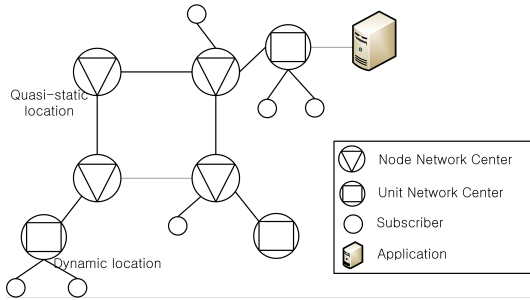 Quasi-static
location
Dynamic location
Node Network Center
Unit Network Center
Subscriber
Application